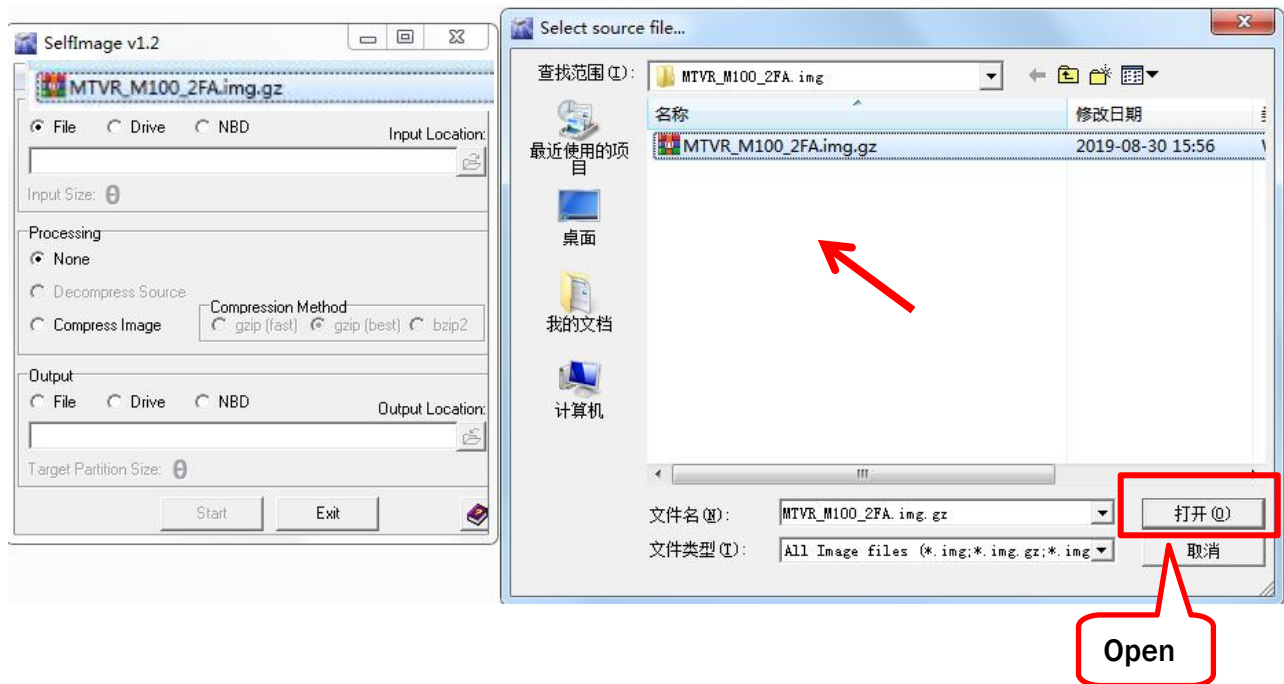 SelfImage v1.2
MTVR_M100_2FA.img.gz
File Drive NBD Input Location:
Input Size: 0
Processing
None
Decompress Source
Compression Method
Compress Image gzip (fast) gzip (best) bzip2
Output
File Drive NBD Output Location:
Target Partition Size: 0
Start Exit
Select source file...
查找范围(I): MTVR_M100_2FA.img
名称 修改日期
MTVR_M100_2FA.img.gz 2019-08-30 15:56
最近使用的项
目
桌面
我的文档
计算机
文件名(N): MTVR_M100_2FA.img.gz 打开(O)
文件类型(T): All Image files (*.img;*.img.gz;*.img 取消
Open